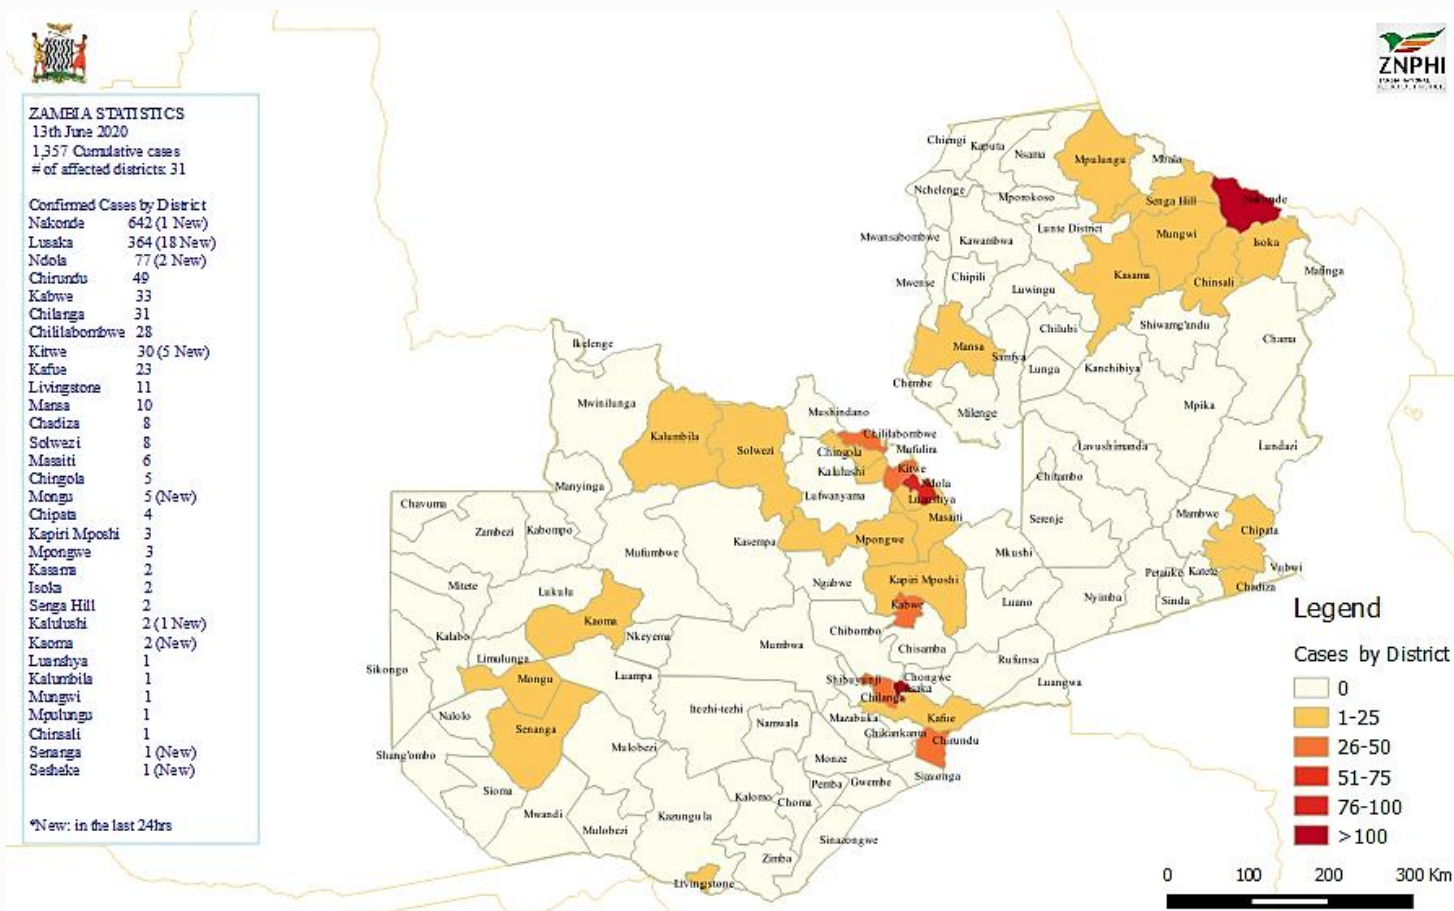 ZNPHI
ZAMBIA STATISTICS
13th June 2020
1,357 Cumulative cases
# of affected districts: 31
Confirmed Cases by District
Nakonde 642 (1 New)
Lusaka 364 (18 New)
Ndola 77 (2 New)
Chirundu 49
Kabwe 33
Chilanga 31
Chililabombwe 28
Kitwe 30 (5 New)
Kafue 23
Livingstone 11
Mansa 10
Chadiza 8
Solwezi 8
Masaiti 6
Chingola 5
Mongu 5 (New)
Chipata 4
Kapiri Mposhi 3
Mpongwe 3
Kasama 2
Isoka 2
Senga Hill 2
Kalulushi 2 (1 New)
Kaoma 2 (New)
Luanshya 1
Kalumbila 1
Mungwi 1
Mpulungu 1
Chinsali 1
Senanga 1 (New)
Sesheke 1 (New)
*New: in the last 24hrs
Chiengi
Kaputa
Nsama
Mpulungu
Mbala
Nchelenge
Mporokoso
Senga Hill
Nakonde
Mwansabombwe
Kawambwa
Lunte District
Mungwi
Isoka
Mwense
Chipili
Luwingu
Kasama
Chinsali
Mafinga
Chilubi
Shiwamg'andu
Chama
Mansa
Samfya
Lunga
Kanchibiya
Chembe
Milenge
Mpika
Ikelenge
Mwinilunga
Mushindano
Kalumbila
Solwezi
Chililabombwe
Chingola
Mufulira
Kalulushi
Kitwe
Ndola
Lufwanyama
Luanshya
Masaiti
Lavushimanda
Lundazi
Chitambo
Manyinga
Chavuma
Zambezi
Kabompo
Mufumbwe
Kasempa
Mpongwe
Serenje
Mambwe
Chipata
Mkushi
Mitete
Lukulu
Ngabwe
Kapiri Mposhi
Petauke
Katete
Vubwi
Chadiza
Sinda
Nyimba
Luano
Kabwe
Kaoma
Nkeyema
Kalabo
Chibombo
Mumbwa
Chisamba
Limulunga
Sikongo
Mongu
Luampa
Rufunsa
Luangwa
Shibuyunji
Chongwe
Lusaka
Chilanga
Nalolo
Senanga
Itezhi-tezhi
Namwala
Mazabuka
Kafue
Chikankanta
Chirundu
Shang'ombo
Mulobezi
Monze
Siavonga
Sioma
Pemba
Gwembe
Kalomo
Choma
Mwandi
Mulobezi
Kazungula
Sinazongwe
Zimba
Livingstone
Legend
Cases by District
0
1-25
26-50
51-75
76-100
>100
0 100 200 300 Km